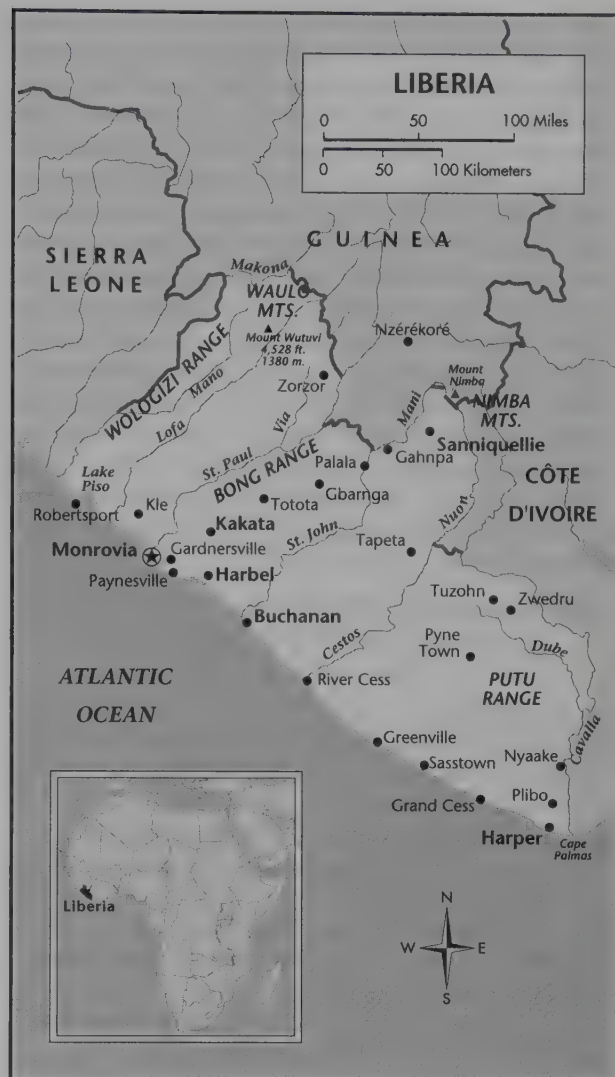 LIBERIA
0 50 100 Miles
0 50 100 Kilometers
SIERRA
LEONE
GUINEA
Makona
WAULO
MTS.
Mount Wutuvi
4,528 ft.
1380 m.
Nzérékoré
WOLOGIZI RANGE
Mano
Lofa
Zorzor
Via
Mount
Nimba
NIMBA
MTS.
Mani
Sanniquellie
St. Paul
BONG RANGE
Palala
Gahnpa
CÔTE
D'IVOIRE
Lake
Piso
Robertsport
Kle
Totota
Gbarnga
Nuon
Kakata
St. John
Tapeta
Monrovia
Gardnersville
Paynesville
Harbel
Buchanan
Tuzohn
Zwedru
Cestos
Pyne
Town
Dube
ATLANTIC
OCEAN
River Cess
PUTU
RANGE
Cavalla
Greenville
Sasstown
Nyaake
Grand Cess
Plibo
Harper
Cape
Palmas
Liberia
N
W E
S